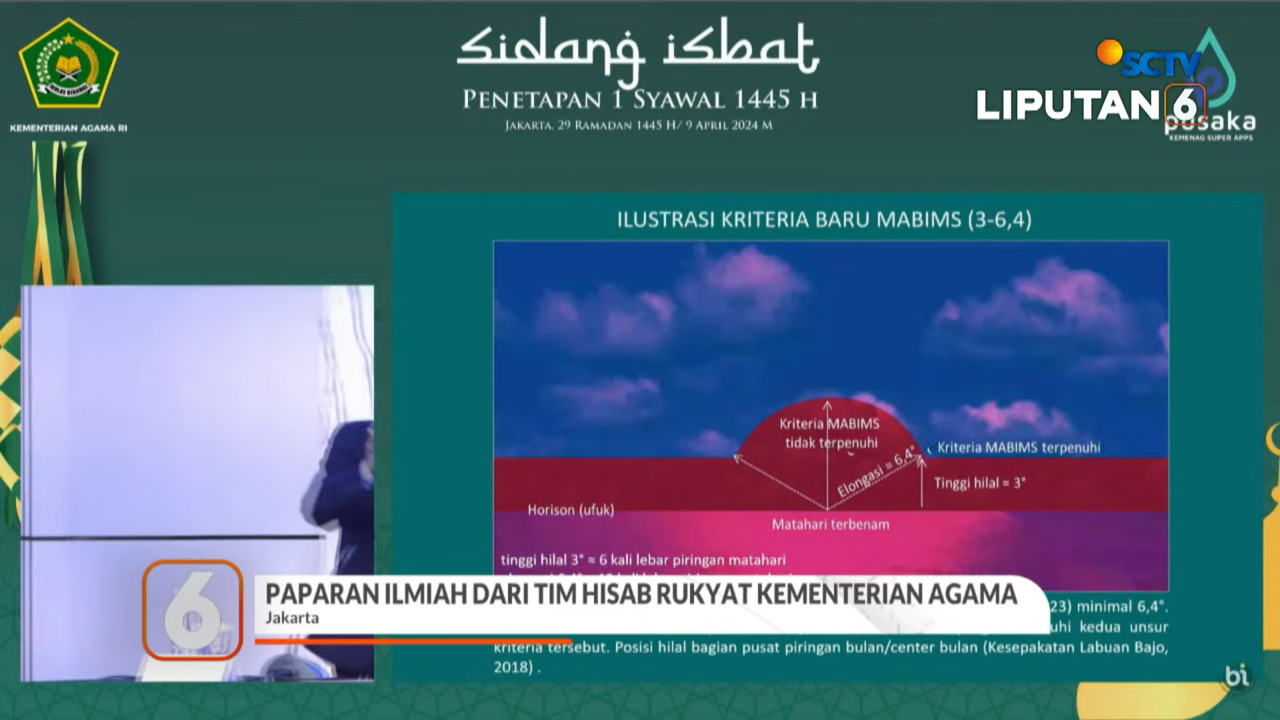 KEMENTERIAN AGAMA RI
sidang isbat
PENETAPAN 1 SYAWAL 1445 H
JAKARTA, 29 RAMADAN 1445 H/ 9 APRIL 2024 M
SCTV
LIPUTAN 6
pusaka
KEMENAG SUPER APPS
ILUSTRASI KRITERIA BARU MABIMS (3-6,4)
Kriteria MABIMS
tidak terpenuhi
Kriteria MABIMS terpenuhi
Elongasi = 6,4°
Tinggi hilal = 3°
Horison (ufuk)
Matahari terbenam
tinggi hilal 3° = 6 kali lebar piringan matahari
6
PAPARAN ILMIAH DARI TIM HISAB RUKYAT KEMENTERIAN AGAMA
Jakarta
23) minimal 6,4°.
uhi kedua unsur
kriteria tersebut. Posisi hilal bagian pusat piringan bulan/center bulan (Kesepakatan Labuan Bajo,
2018) .
bi